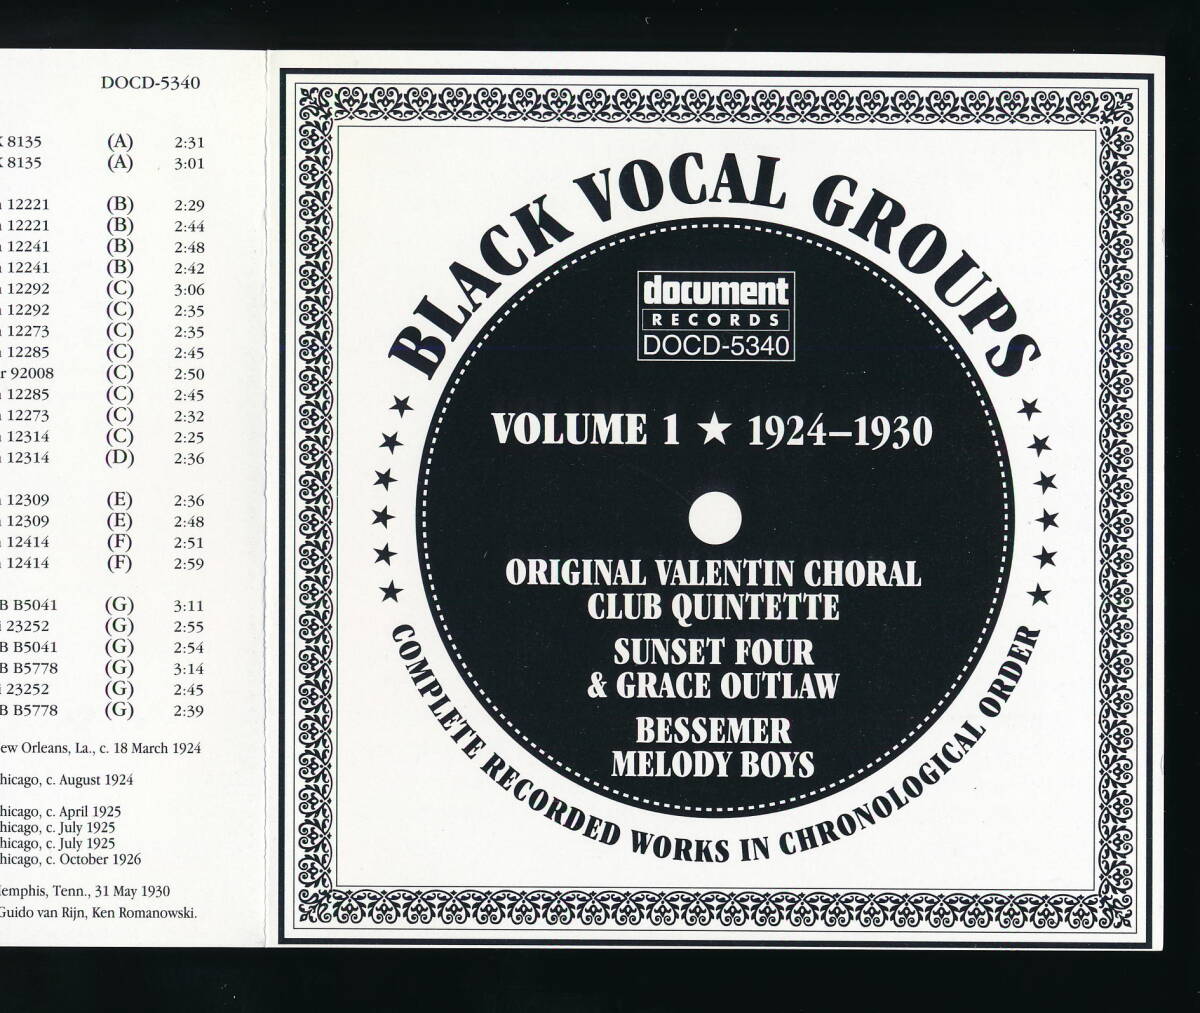 DOCD-5340
8135 (A) 2:31
8135 (A) 3:01
12221 (B) 2:29
12221 (B) 2:44
12241 (B) 2:48
12241 (B) 2:42
12292 (C) 3:06
12292 (C) 2:35
12273 (C) 2:35
12285 (C) 2:45
92008 (C) 2:50
12285 (C) 2:45
12273 (C) 2:32
12314 (C) 2:25
12314 (D) 2:36
12309 (E) 2:36
12309 (E) 2:48
12414 (F) 2:51
12414 (F) 2:59
B B5041 (G) 3:11
23252 (G) 2:55
B B5041 (G) 2:54
B B5778 (G) 3:14
23252 (G) 2:45
B B5778 (G) 2:39
ew Orleans, La., c. 18 March 1924
hicago, c. August 1924
hicago, c. April 1925
hicago, c. July 1925
hicago, c. July 1925
hicago, c. October 1926
emphis, Tenn., 31 May 1930
Guido van Rijn, Ken Romanowski.
BLACK VOCAL GROUPS
document
RECORDS
DOCD-5340
VOLUME 1 ★ 1924–1930
ORIGINAL VALENTIN CHORAL
CLUB QUINTETTE
SUNSET FOUR
& GRACE OUTLAW
BESSEMER
MELODY BOYS
COMPLETE RECORDED WORKS IN CHRONOLOGICAL ORDER